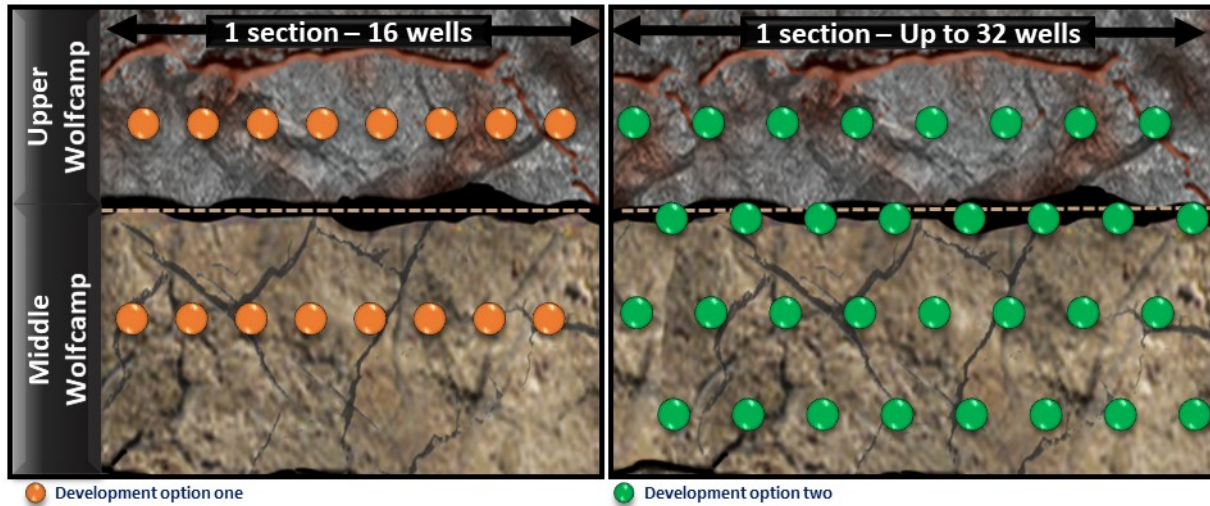 1 section – 16 wells
1 section – Up to 32 wells
Upper
Wolfcamp
Middle
Wolfcamp
Development option one
Development option two